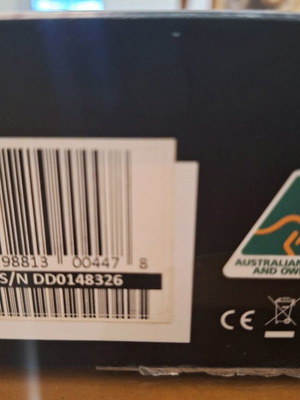 98813 00447 8
S/N DD0148326
AUSTRALIAN
AND OWN
CE